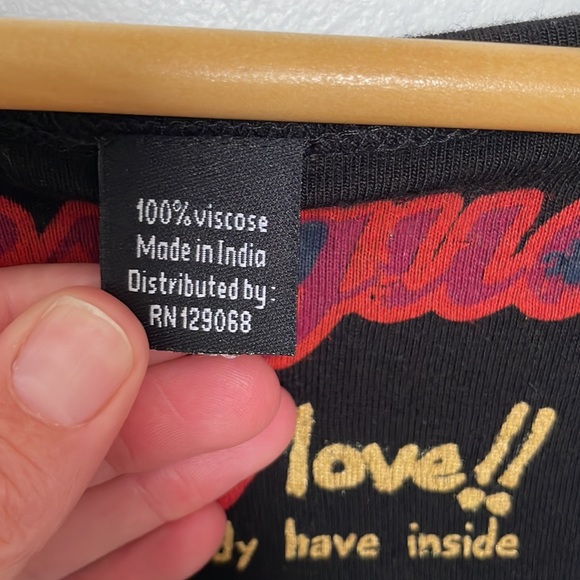 100% viscose
Made in India
Distributed by:
RN 129068
love!!
have inside